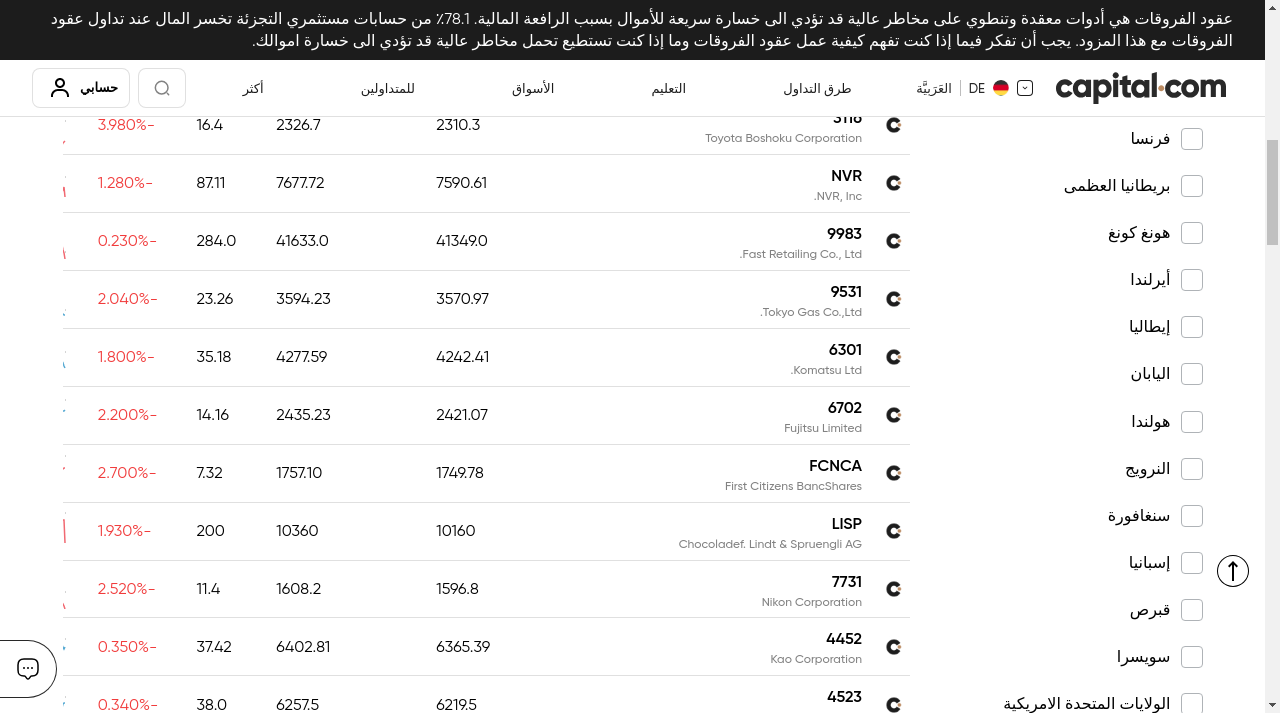 عقود الفروقات هي أدوات معقدة وتنطوي على مخاطر عالية قد تؤدي الى خسارة سريعة للأموال بسبب الرافعة المالية. 78.1٪ من حسابات مستثمري التجزئة تخسر المال عند تداول عقود
الفروقات مع هذا المزود. يجب أن تفكر فيما إذا كنت تفهم كيفية عمل عقود الفروقات وما إذا كنت تستطيع تحمل مخاطر عالية قد تؤدي الى خسارة اموالك.
capital.com DE العَرَبيَّة طرق التداول التعليم الأسواق للمتداولين أكثر حسابي
3116 2310.3 2326.7 16.4 -3.980%
Toyota Boshoku Corporation
NVR 7590.61 7677.72 87.11 -1.280%
NVR, Inc.
9983 41349.0 41633.0 284.0 -0.230%
Fast Retailing Co., Ltd.
9531 3570.97 3594.23 23.26 -2.040%
Tokyo Gas Co.,Ltd.
6301 4242.41 4277.59 35.18 -1.800%
Komatsu Ltd.
6702 2421.07 2435.23 14.16 -2.200%
Fujitsu Limited
FCNCA 1749.78 1757.10 7.32 -2.700%
First Citizens BancShares
LISP 10160 10360 200 -1.930%
Chocoladef. Lindt & Spruengli AG
7731 1596.8 1608.2 11.4 -2.520%
Nikon Corporation
4452 6365.39 6402.81 37.42 -0.350%
Kao Corporation
4523 6219.5 6257.5 38.0 -0.340%
فرنسا
بريطانيا العظمى
هونغ كونغ
أيرلندا
إيطاليا
اليابان
هولندا
النرويج
سنغافورة
إسبانيا
قبرص
سويسرا
الولايات المتحدة الامريكية